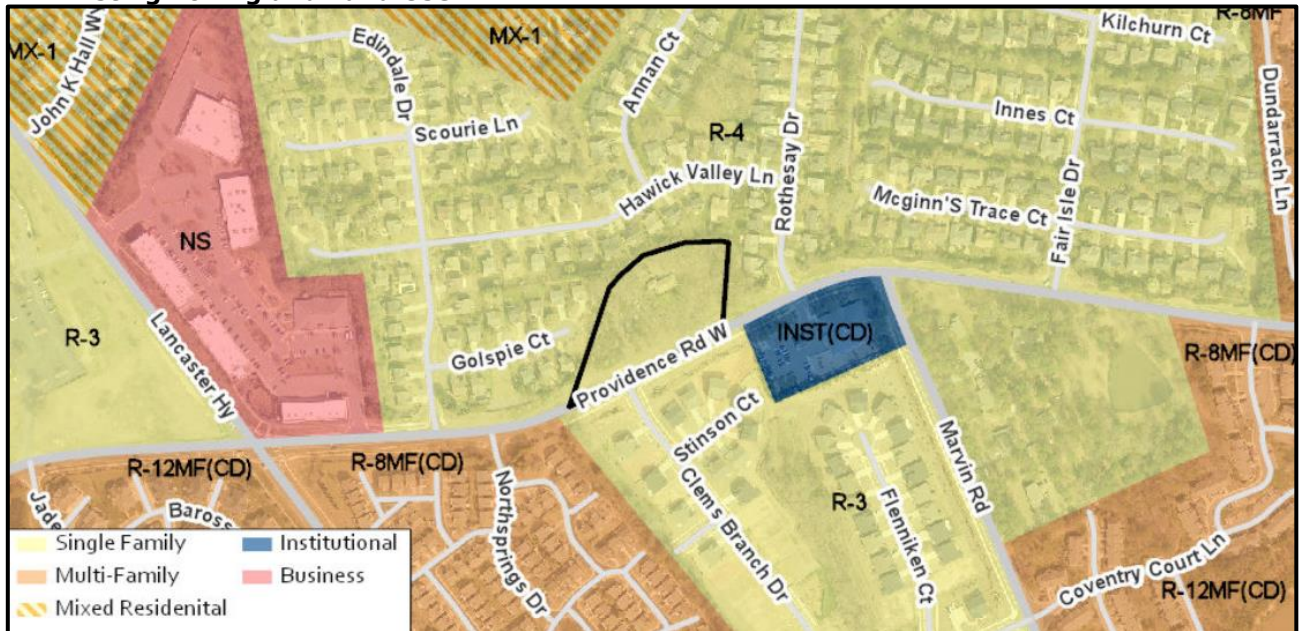 Kilchurn Ct
R-8MF
MX-1
MX-1
John K Hall W
Edindale Dr
Annan Ct
Dundarrach Ln
Scourie Ln
R-4
Innes Ct
Hawick Valley Ln
Rothesay Dr
Mcginn'S Trace Ct
Fair Isle Dr
NS
R-3
Lancaster Hy
Golspie Ct
Providence Rd W
INST(CD)
R-8MF(CD)
Stinson Ct
Marvin Rd
R-12MF(CD)
R-8MF(CD)
Northsprings Dr
Clems Branch Dr
R-3
Flenniken Ct
Jade
Baross
Coventry Court Ln
R-12MF(CD)
Single Family
Institutional
Multi-Family
Business
Mixed Residenital